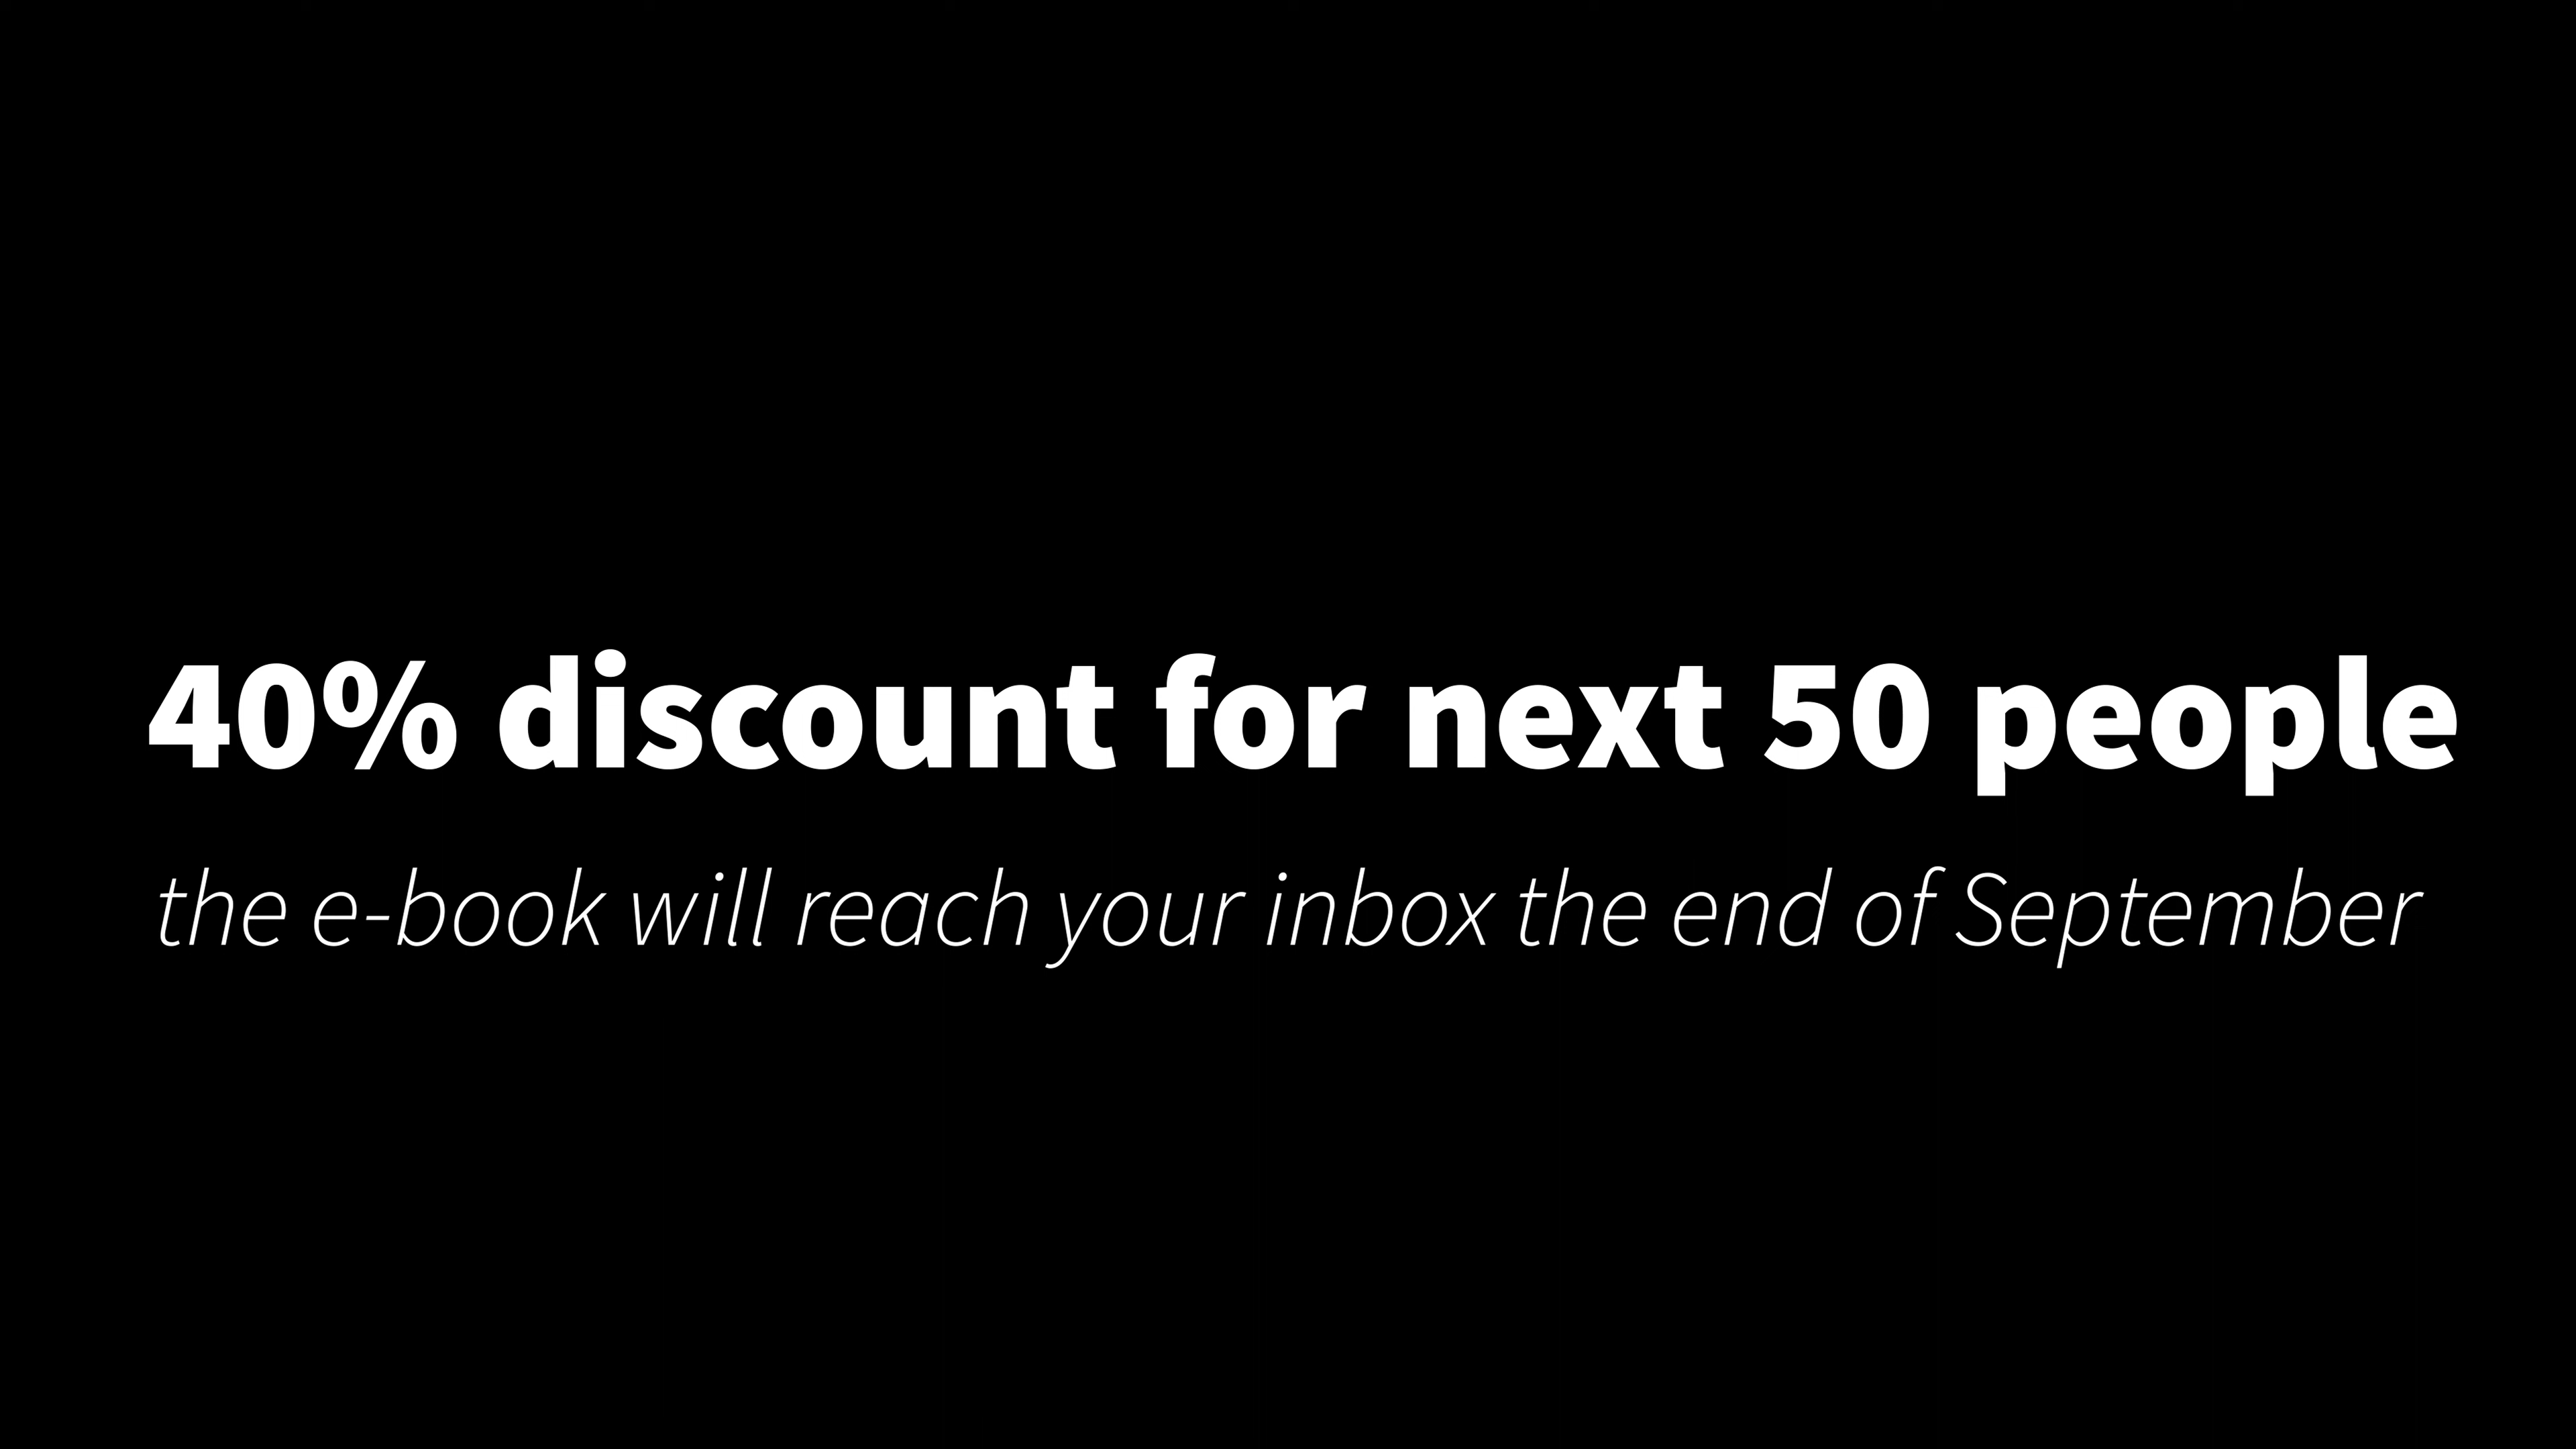 40% discount for next 50 people
the e-book will reach your inbox the end of September